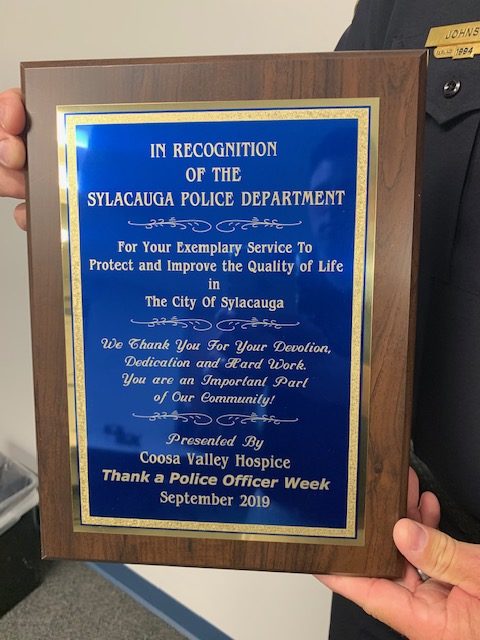 JOHNS
1994
IN RECOGNITION
OF THE
SYLACAUGA POLICE DEPARTMENT
For Your Exemplary Service To
Protect and Improve the Quality of Life
in
The City Of Sylacauga
We Thank You For Your Devotion,
Dedication and Hard Work.
You are an Important Part
of Our Community!
Presented By
Coosa Valley Hospice
Thank a Police Officer Week
September 2019